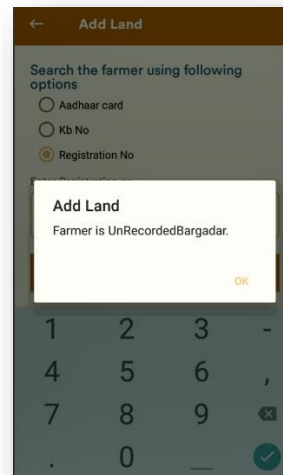 ← Add Land
Search the farmer using following
options
Aadhaar card
Kb No
Registration No
Add Land
Farmer is UnRecordedBargadar.
OK
1 2 3 -
4 5 6 ,
7 8 9
. 0 _